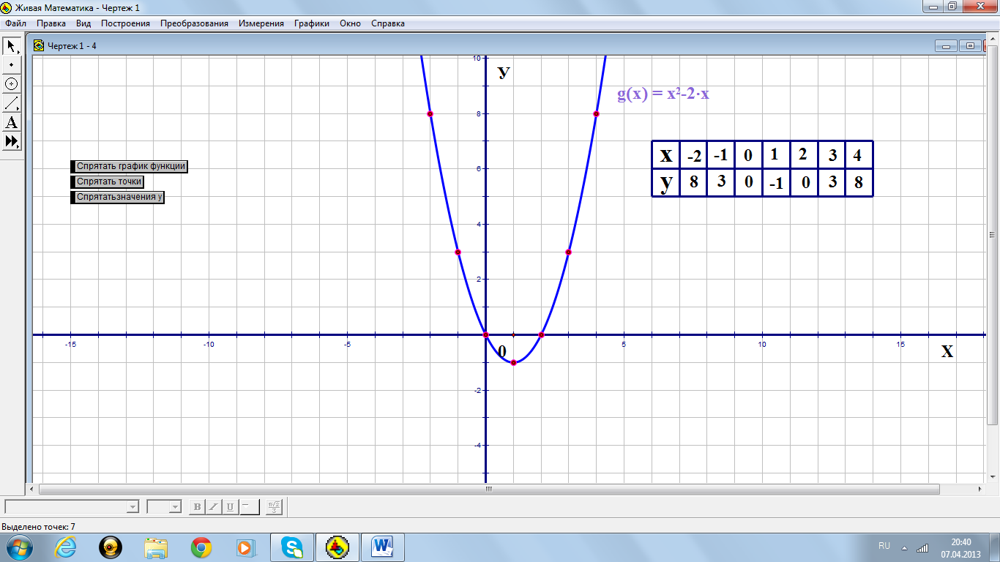 Живая Математика - Чертеж 1
Файл Правка Вид Построения Преобразования Измерения Графики Окно Справка
Чертеж 1 - 4
A
10
У
g(x) = x²-2·x
8
x -2 -1 0 1 2 3 4
y 8 3 0 -1 0 3 8
Спрятать график функции
6
Спрятать точки
Спрятатьзначения у
4
2
-15 -10 -5 5 10 15
0 Х
-2
-4
B I U
Выделено точек: 7
RU 20:40
07.04.2013